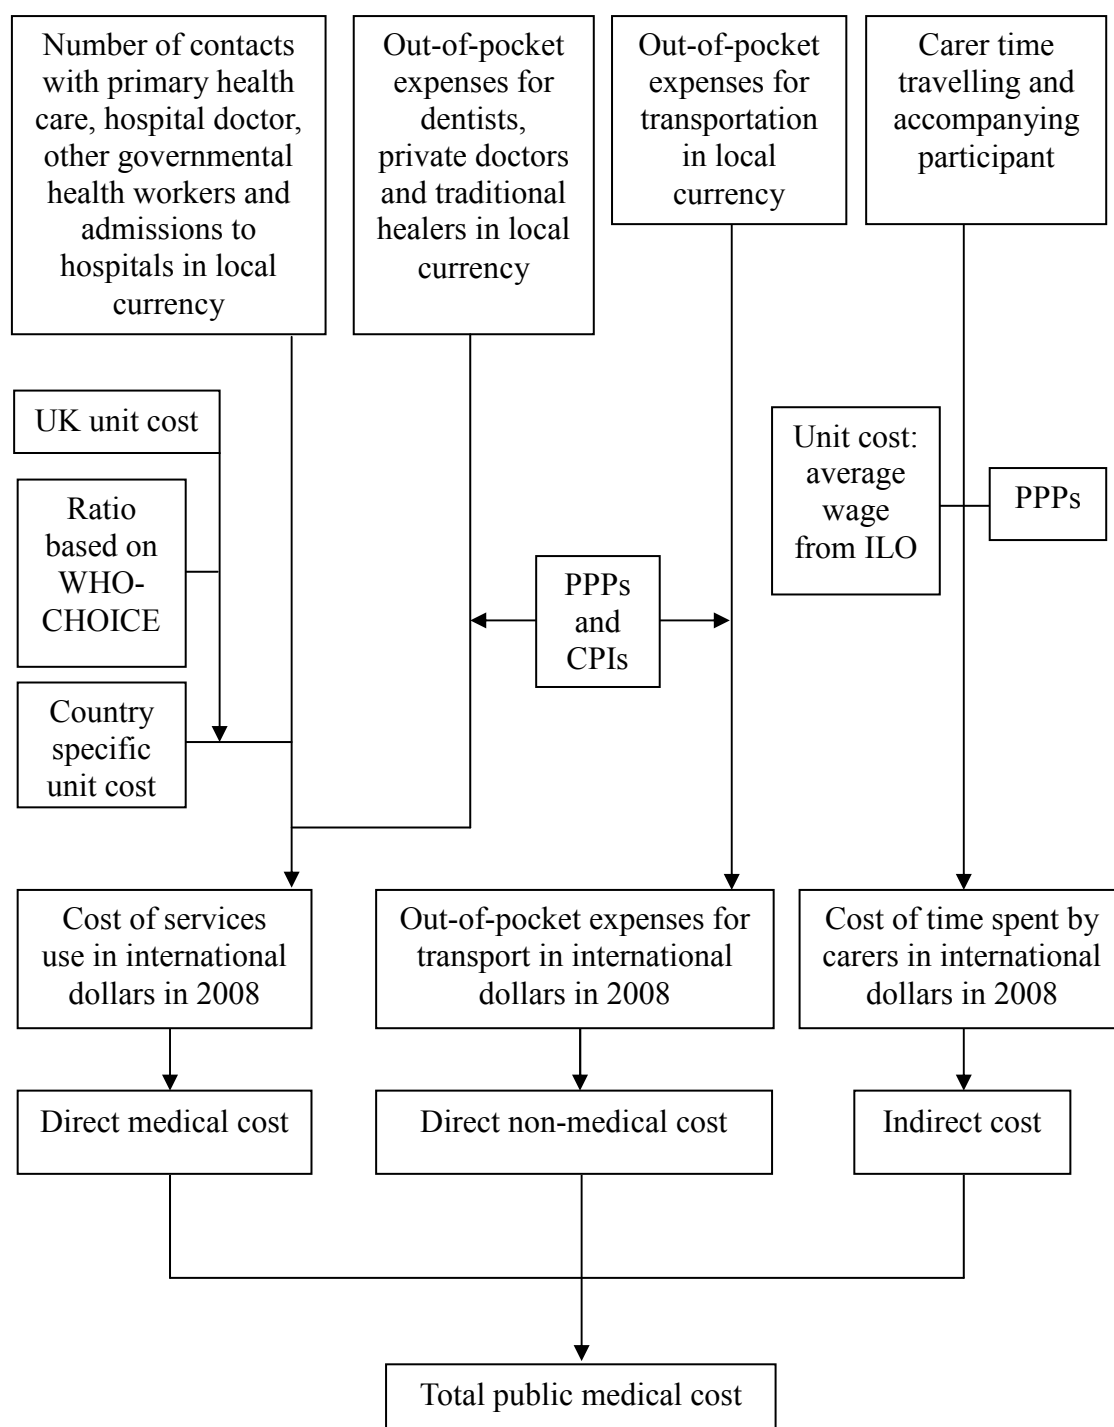 Number of contacts
with primary health
care, hospital doctor,
other governmental
health workers and
admissions to
hospitals in local
currency
Out-of-pocket
expenses for
dentists,
private doctors
and traditional
healers in local
currency
Out-of-pocket
expenses for
transportation
in local
currency
Carer time
travelling and
accompanying
participant
UK unit cost
Ratio
based on
WHO-
CHOICE
Country
specific
unit cost
PPPs
and
CPIs
Unit cost:
average
wage
from ILO
PPPs
Cost of services
use in international
dollars in 2008
Out-of-pocket expenses for
transport in international
dollars in 2008
Cost of time spent by
carers in international
dollars in 2008
Direct medical cost
Direct non-medical cost
Indirect cost
Total public medical cost